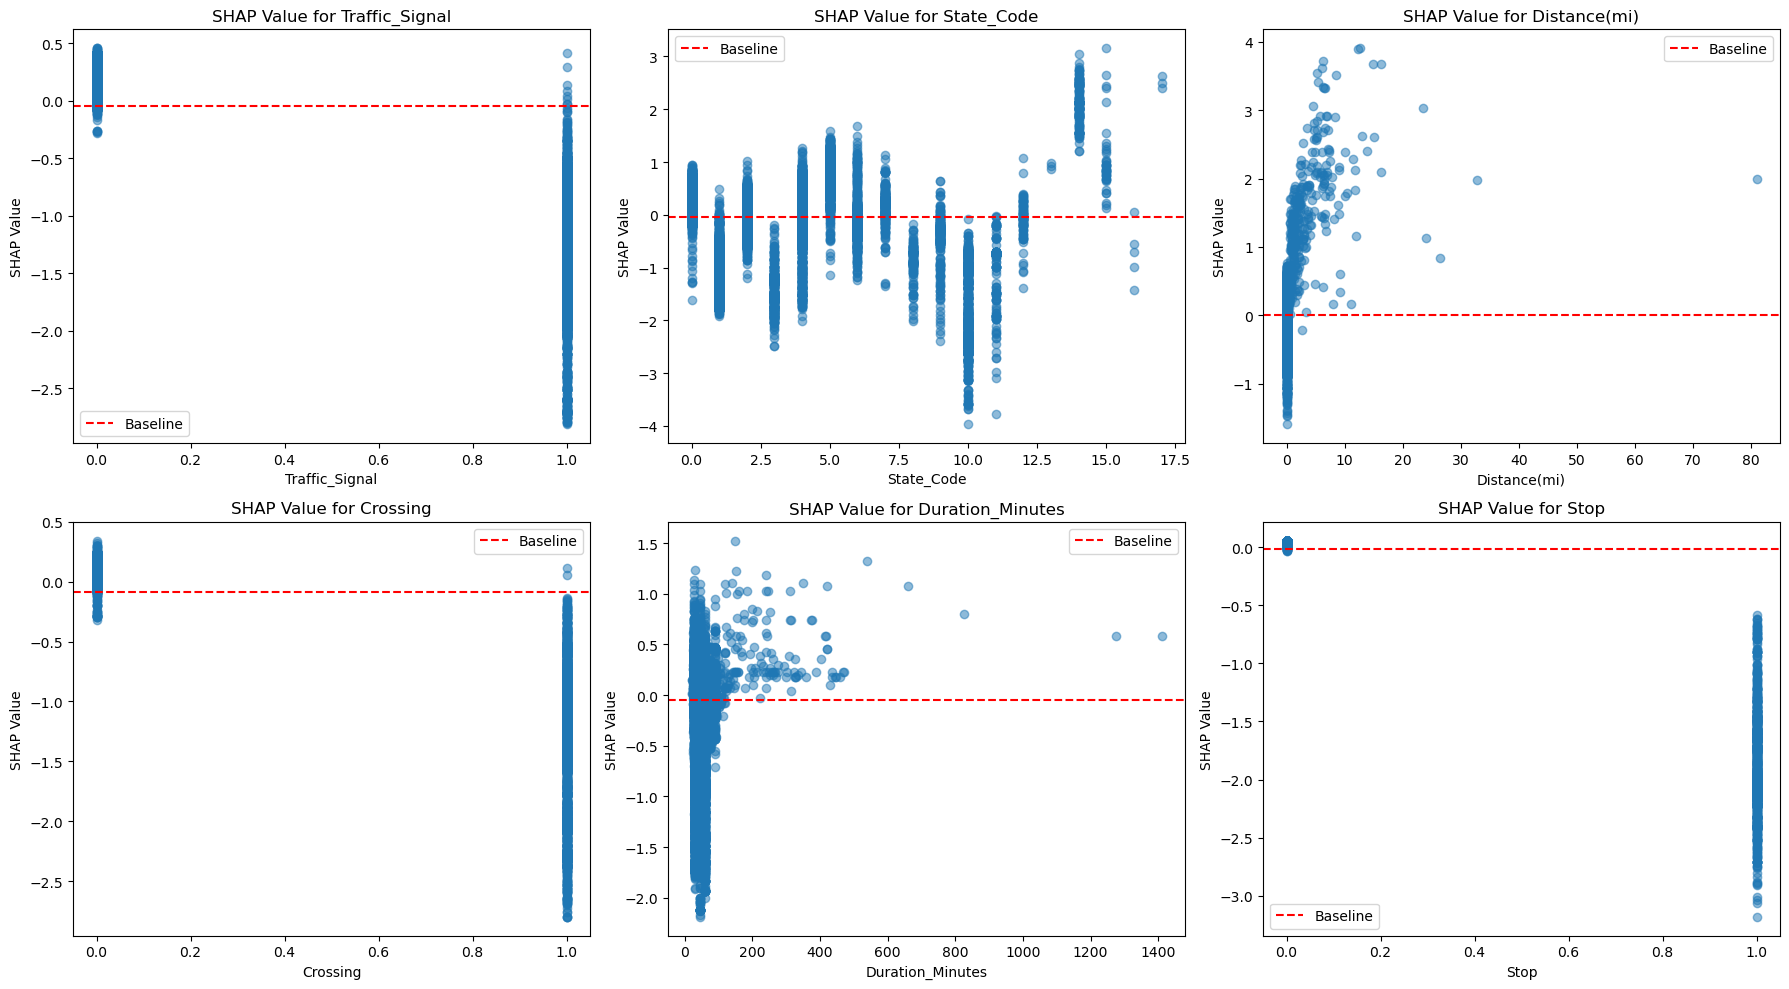 SHAP Value for Traffic_Signal
SHAP Value
0.5
0.0
−0.5
−1.0
−1.5
−2.0
−2.5
Baseline
0.0 0.2 0.4 0.6 0.8 1.0
Traffic_Signal
SHAP Value for State_Code
SHAP Value
3
2
1
0
−1
−2
−3
−4
Baseline
0.0 2.5 5.0 7.5 10.0 12.5 15.0 17.5
State_Code
SHAP Value for Distance(mi)
SHAP Value
4
3
2
1
0
−1
Baseline
0 10 20 30 40 50 60 70 80
Distance(mi)
SHAP Value for Crossing
SHAP Value
0.5
0.0
−0.5
−1.0
−1.5
−2.0
−2.5
Baseline
0.0 0.2 0.4 0.6 0.8 1.0
Crossing
SHAP Value for Duration_Minutes
SHAP Value
1.5
1.0
0.5
0.0
−0.5
−1.0
−1.5
−2.0
Baseline
0 200 400 600 800 1000 1200 1400
Duration_Minutes
SHAP Value for Stop
SHAP Value
0.0
−0.5
−1.0
−1.5
−2.0
−2.5
−3.0
Baseline
0.0 0.2 0.4 0.6 0.8 1.0
Stop